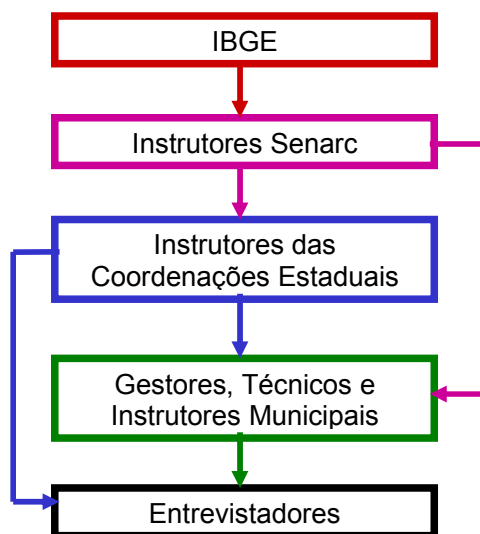 IBGE
Instrutores Senarc
Instrutores das
Coordenações Estaduais
Gestores, Técnicos e
Instrutores Municipais
Entrevistadores